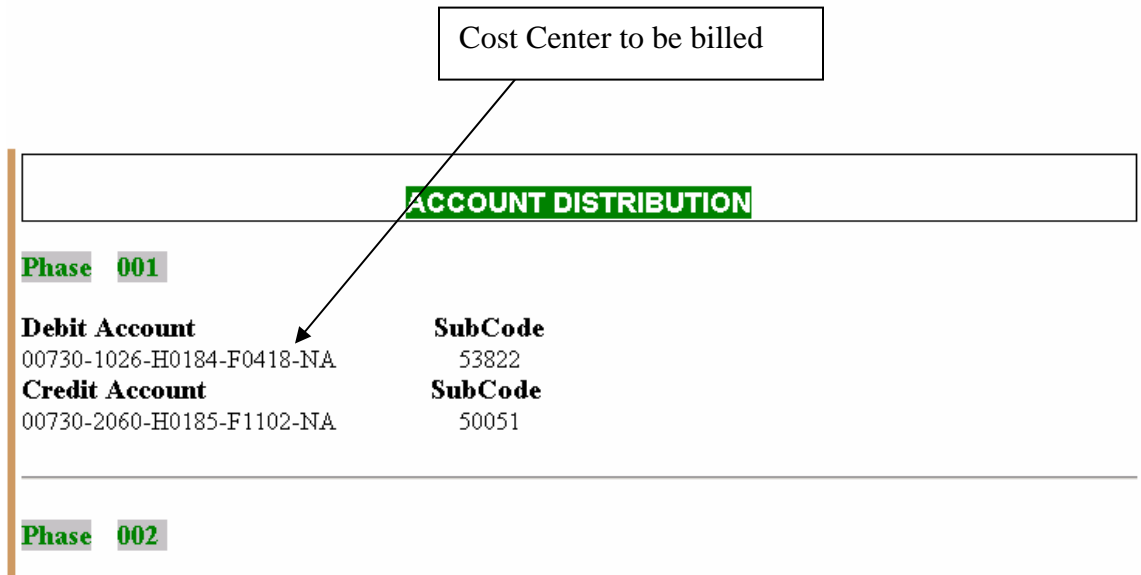 Cost Center to be billed
ACCOUNT DISTRIBUTION
Phase 001
Debit Account SubCode
00730-1026-H0184-F0418-NA 53822
Credit Account SubCode
00730-2060-H0185-F1102-NA 50051
Phase 002